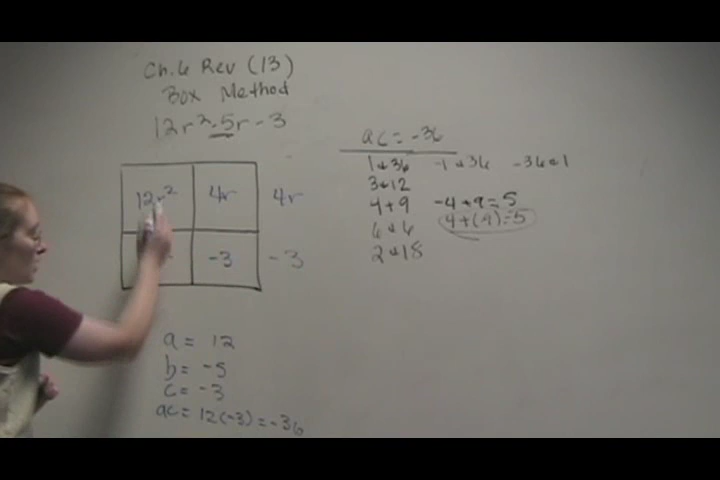 Ch. 6 Rev (13)
Box Method
12r² - 5r - 3
12r² 4r 4r
-3 -3
a = 12
b = -5
c = -3
ac = 12(-3) = -36
ac = -36
1 & 36 -1 & 36 -36 & 1
3 & 12
4 + 9 -4 + 9 = 5
6 & 6 4 + (-9) = -5
2 & 18